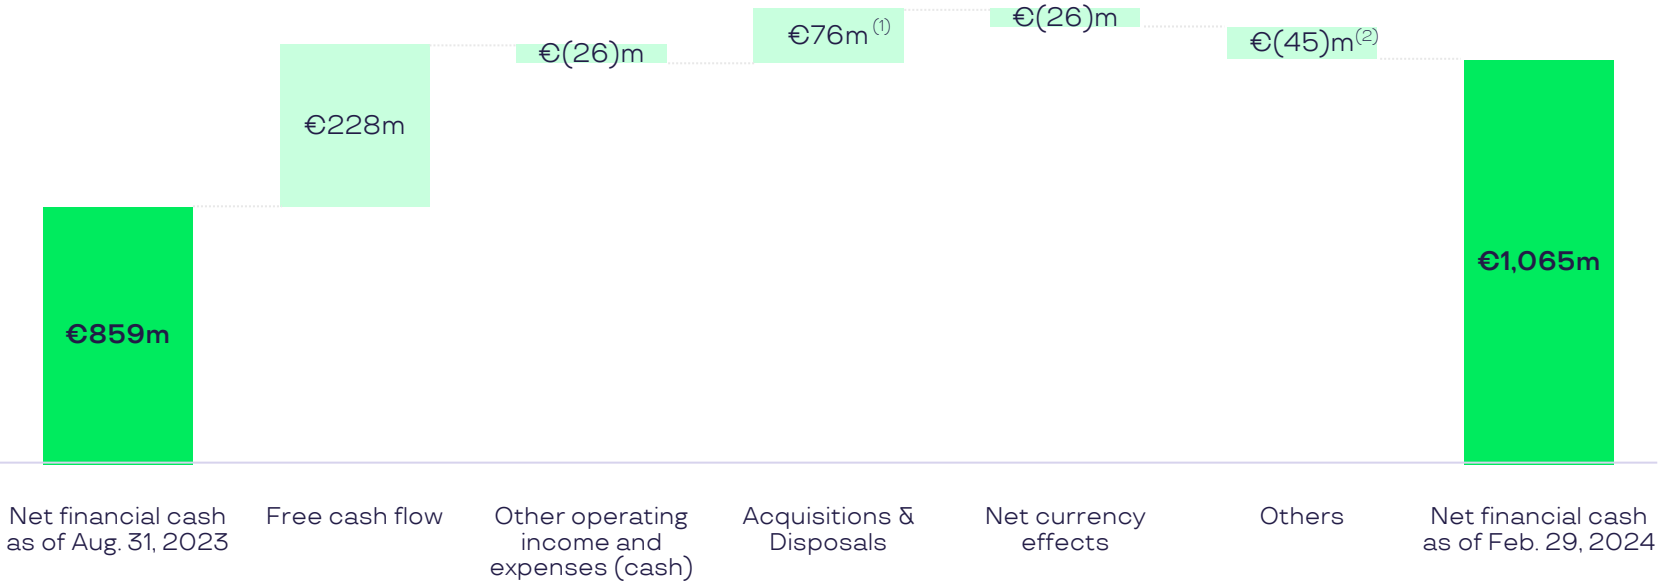 €859m
€228m
€(26)m
€76m (1)
€(26)m
€(45)m(2)
€1,065m
Net financial cash
as of Aug. 31, 2023
Free cash flow
Other operating
income and
expenses (cash)
Acquisitions &
Disposals
Net currency
effects
Others
Net financial cash
as of Feb. 29, 2024